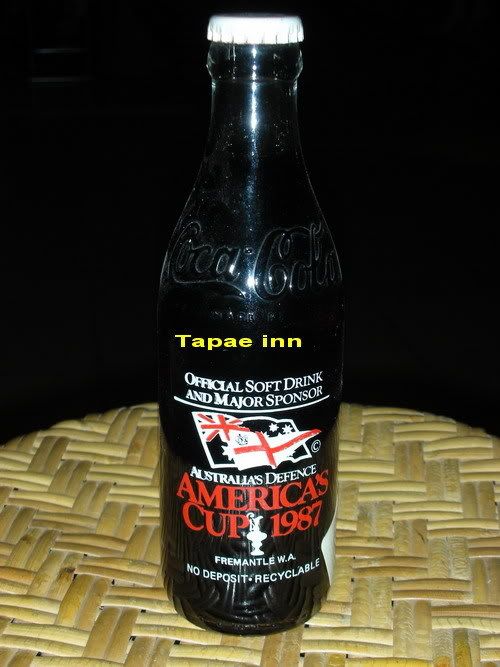 Coca-Cola
Tapae inn
OFFICIAL SOFT DRINK
AND MAJOR SPONSOR
©
AUSTRALIA'S DEFENCE
AMERICA'S
CUP 1987
FREMANTLE W.A.
NO DEPOSIT • RECYCLABLE